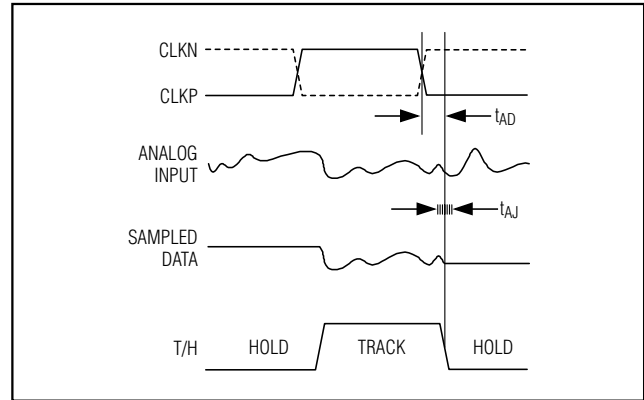 CLKN
CLKP
tAD
ANALOG
INPUT
tAJ
SAMPLED
DATA
T/H
HOLD
TRACK
HOLD